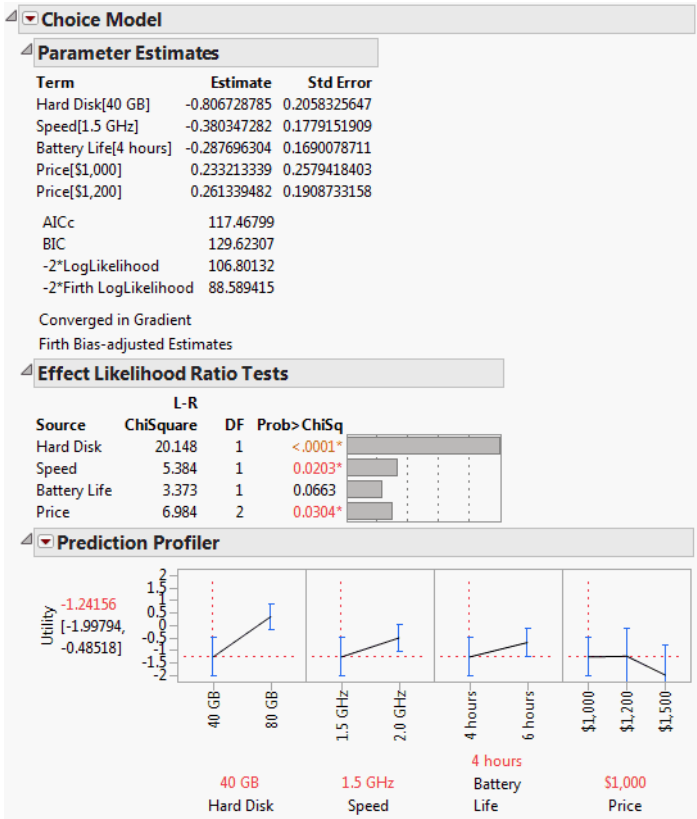 Choice Model
Parameter Estimates
Term Estimate Std Error
Hard Disk[40 GB] -0.806728785 0.2058325647
Speed[1.5 GHz] -0.380347282 0.1779151909
Battery Life[4 hours] -0.287696304 0.1690078711
Price[$1,000] 0.233213339 0.2579418403
Price[$1,200] 0.261339482 0.1908733158
AICc 117.46799
BIC 129.62307
-2*LogLikelihood 106.80132
-2*Firth LogLikelihood 88.589415
Converged in Gradient
Firth Bias-adjusted Estimates
Effect Likelihood Ratio Tests
L-R
Source ChiSquare DF Prob>ChiSq
Hard Disk 20.148 1 <.0001*
Speed 5.384 1 0.0203*
Battery Life 3.373 1 0.0663
Price 6.984 2 0.0304*
Prediction Profiler
Utility
-1.24156
[-1.99794,
-0.48518]
2
1.5
1
0.5
0
-0.5
-1
-1.5
-2
40 GB 80 GB 1.5 GHz 2.0 GHz 4 hours 6 hours $1,000 $1,200 $1,500
4 hours
40 GB 1.5 GHz Battery $1,000
Hard Disk Speed Life Price